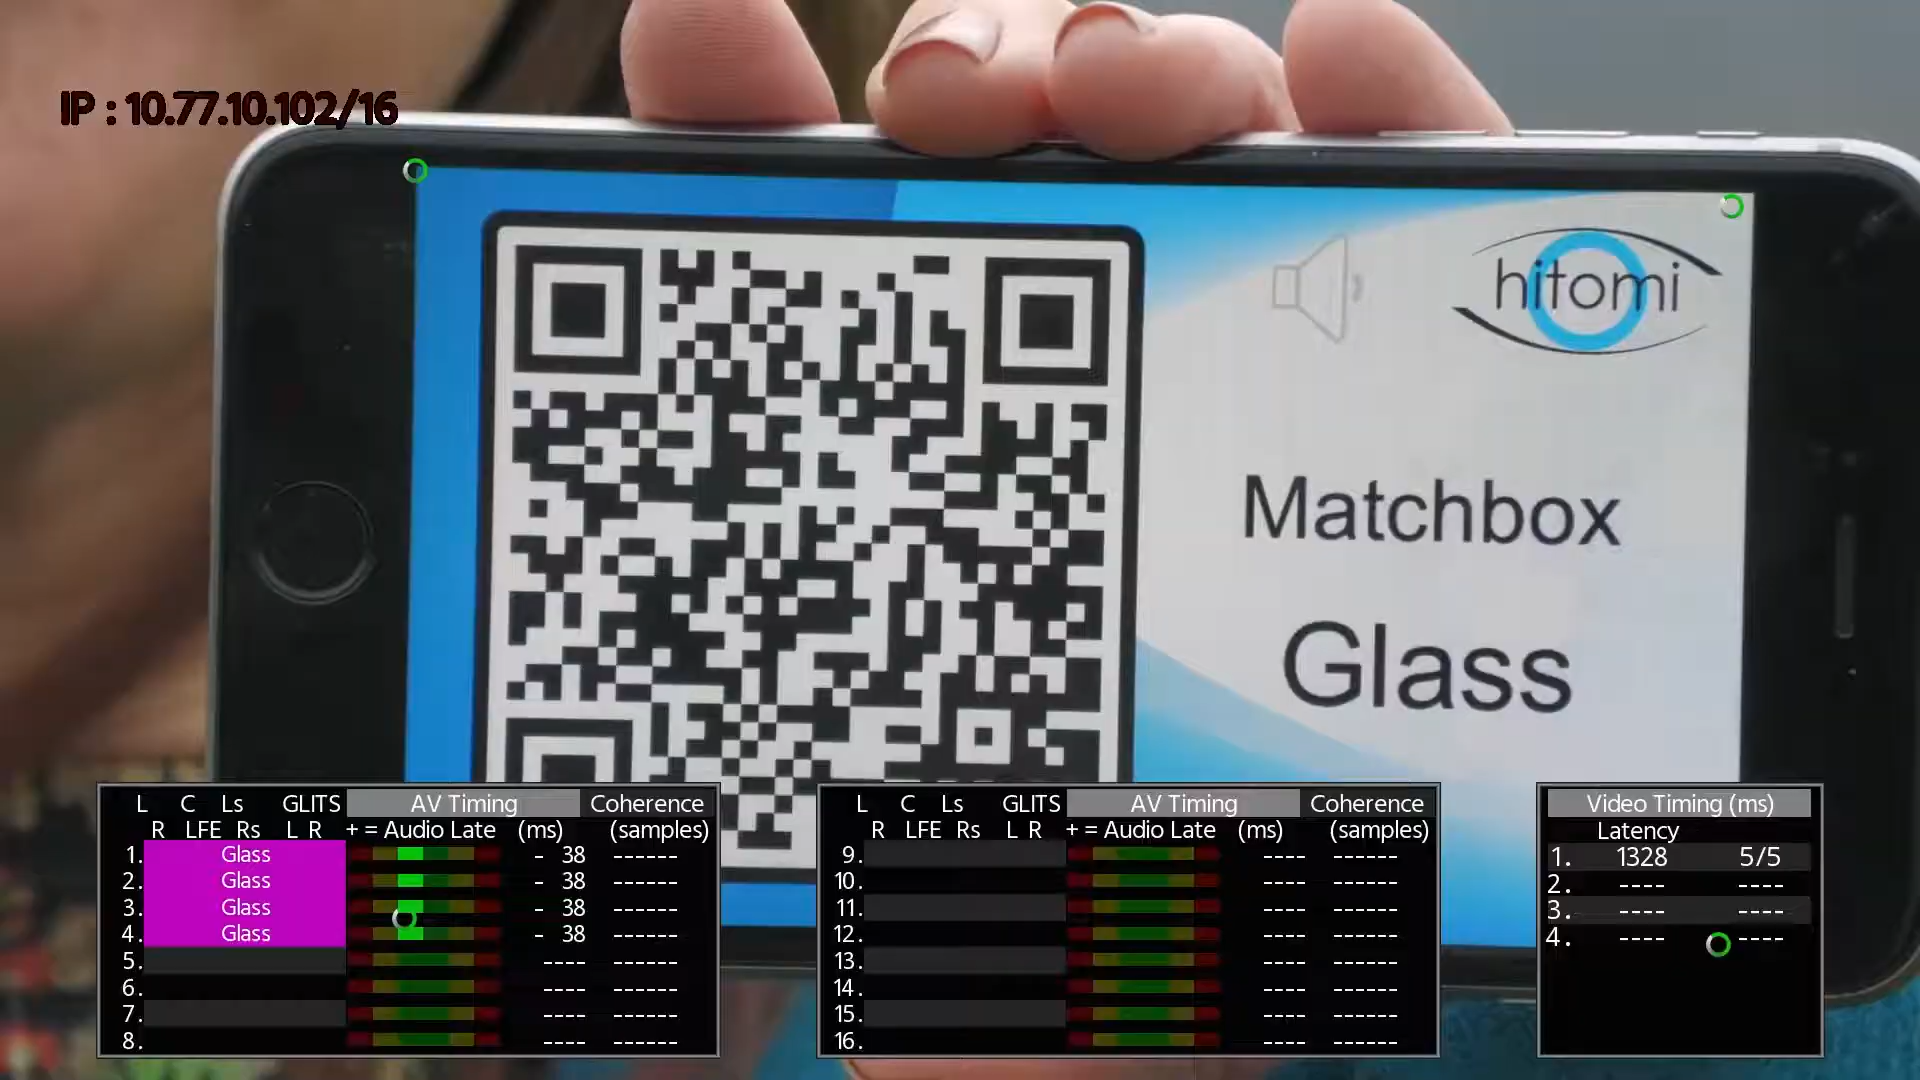 IP : 10.77.10.102/16
hitomi
Matchbox
Glass
L C Ls GLITS AV Timing Coherence
R LFE Rs L R + = Audio Late (ms) (samples)
1. Glass - 38 ------
2. Glass - 38 ------
3. Glass - 38 ------
4. Glass - 38 ------
5. ---- ------
6. ---- ------
7. ---- ------
8. ---- ------
L C Ls GLITS AV Timing Coherence
R LFE Rs L R + = Audio Late (ms) (samples)
9. ---- ------
10. ---- ------
11. ---- ------
12. ---- ------
13. ---- ------
14. ---- ------
15. ---- ------
16. ---- ------
Video Timing (ms)
Latency
1. 1328 5/5
2. ---- ----
3. ---- ----
4. ---- ----